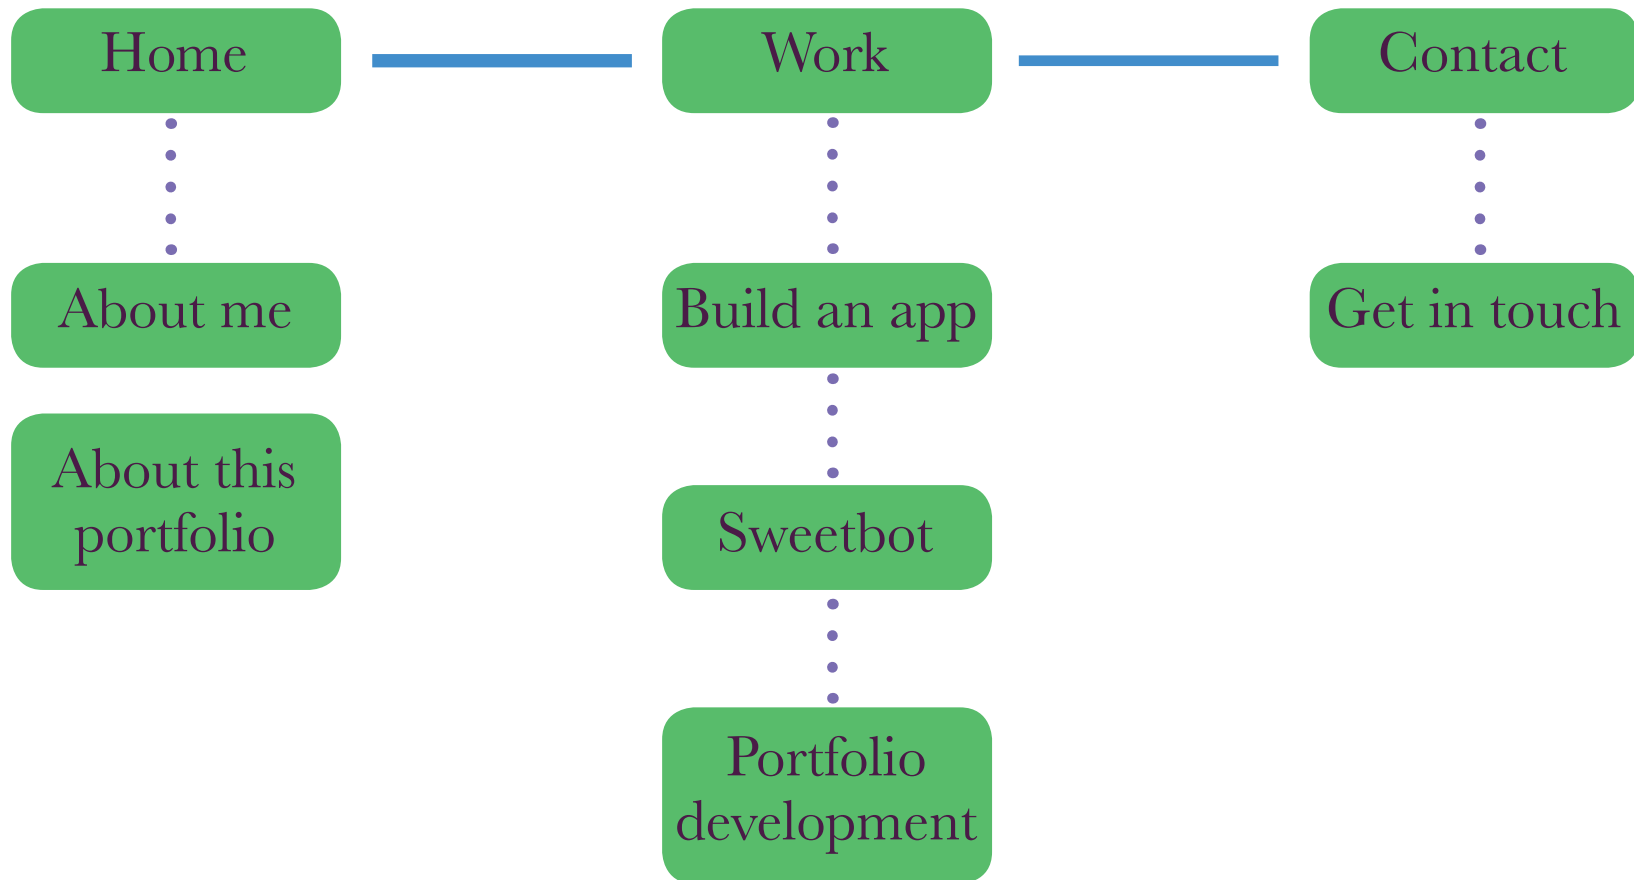 Home
Work
Contact
About me
Build an app
Get in touch
About this
portfolio
Sweetbot
Portfolio
development